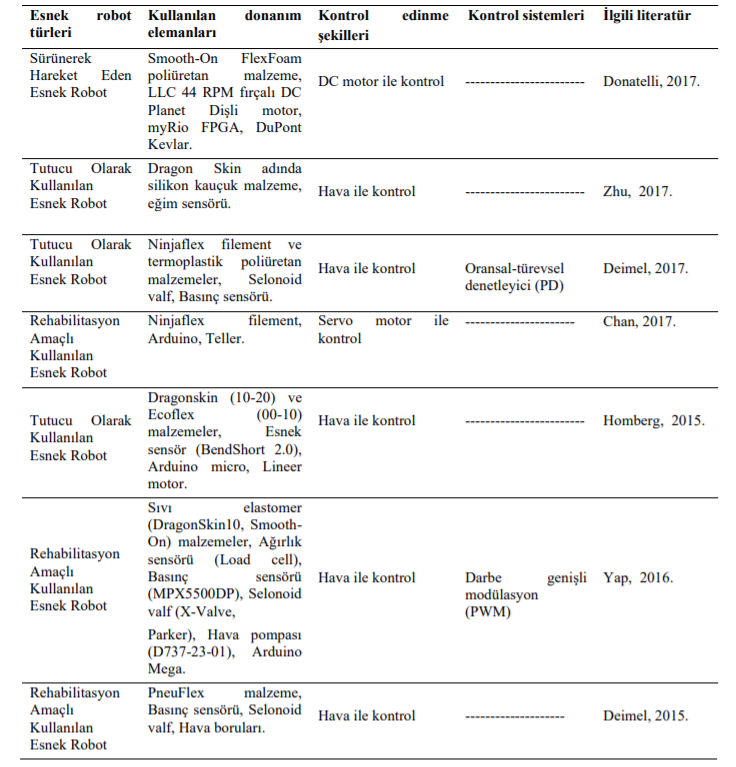 Esnek robot türleri | Kullanılan donanım elemanları | Kontrol edinme şekilleri | Kontrol sistemleri | İlgili literatür
Sürünerek
Hareket Eden
Esnek Robot
Smooth-On FlexFoam
poliüretan malzeme,
LLC 44 RPM fırçalı DC
Planet Dişli motor,
myRio FPGA, DuPont
Kevlar.
DC motor ile kontrol
------------------------
Donatelli, 2017.
Tutucu Olarak
Kullanılan
Esnek Robot
Dragon Skin adında
silikon kauçuk malzeme,
eğim sensörü.
Hava ile kontrol
------------------------
Zhu, 2017.
Tutucu Olarak
Kullanılan
Esnek Robot
Ninjaflex filement ve
termoplastik poliüretan
malzemeler, Selonoid
valf, Basınç sensörü.
Hava ile kontrol
Oransal-türevsel
denetleyici (PD)
Deimel, 2017.
Rehabilitasyon
Amaçlı
Kullanılan
Esnek Robot
Ninjaflex filement,
Arduino, Teller.
Servo motor ile
kontrol
----------------------
Chan, 2017.
Tutucu Olarak
Kullanılan
Esnek Robot
Dragonskin (10-20) ve
Ecoflex (00-10)
malzemeler, Esnek
sensör (BendShort 2.0),
Arduino micro, Lineer
motor.
Hava ile kontrol
------------------------
Homberg, 2015.
Rehabilitasyon
Amaçlı
Kullanılan
Esnek Robot
Sıvı elastomer
(DragonSkin10, Smooth-
On) malzemeler, Ağırlık
sensörü (Load cell),
Basınç sensörü
(MPX5500DP), Selonoid
valf (X-Valve,
Parker), Hava pompası
(D737-23-01), Arduino
Mega.
Hava ile kontrol
Darbe genişli
modülasyon
(PWM)
Yap, 2016.
Rehabilitasyon
Amaçlı
Kullanılan
Esnek Robot
PneuFlex malzeme,
Basınç sensörü, Selonoid
valf, Hava boruları.
Hava ile kontrol
--------------------
Deimel, 2015.